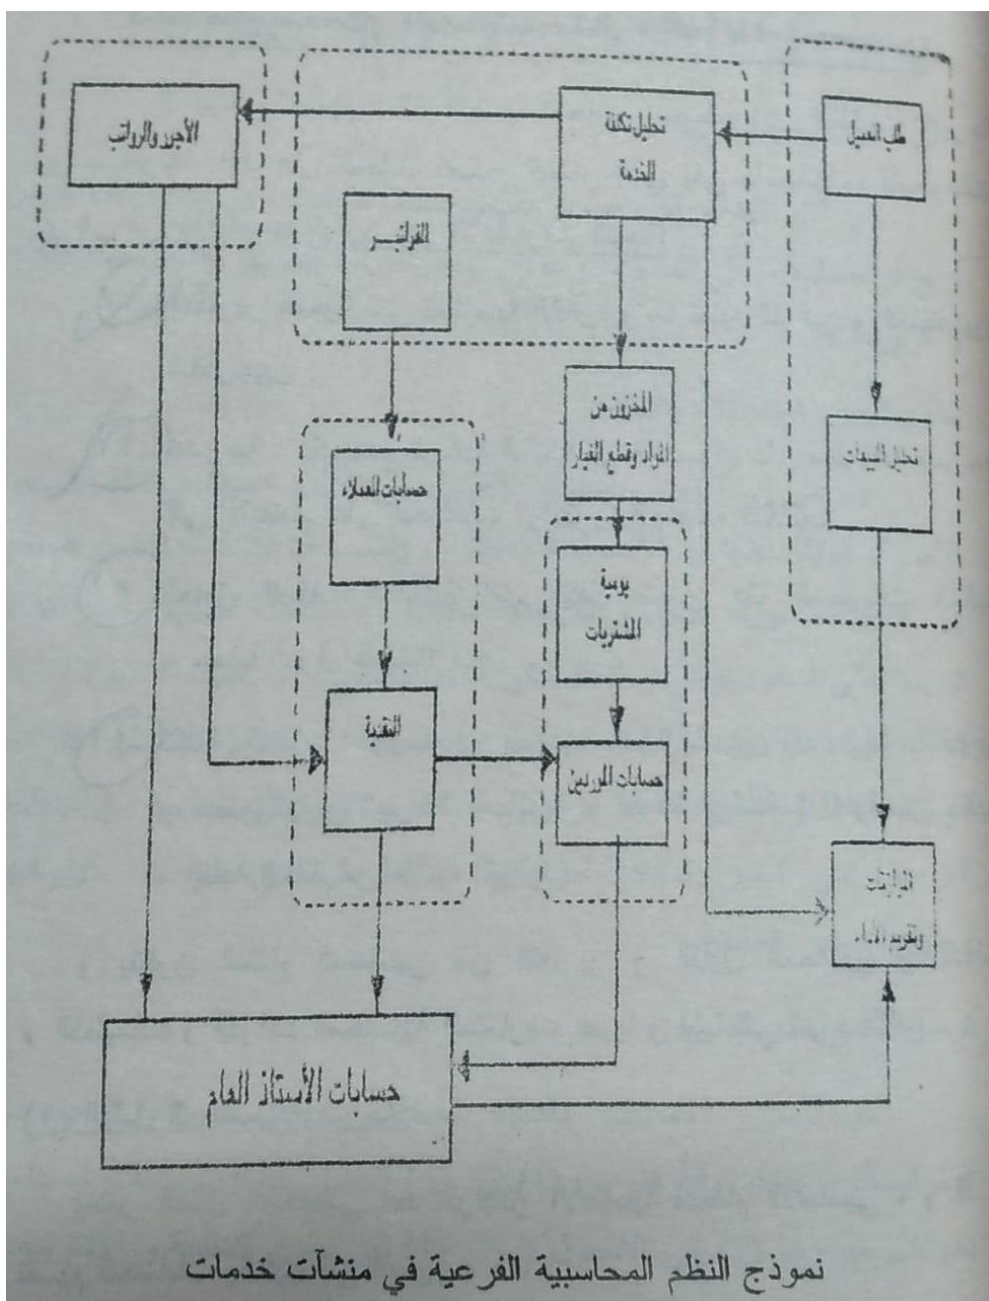 طلب العميل
تحليل تكلفة
الخدمة
الأجور والرواتب
الفواتيـــر
المخزون من
المواد وقطع الغيار
تحليل المبيعات
حسابات العملاء
يومية
المشتريات
النقدية
حسابات الموردين
الموازنات
وتقويم الأداء
حسابات الأستاذ العام
نموذج النظم المحاسبية الفرعية في منشآت خدمات